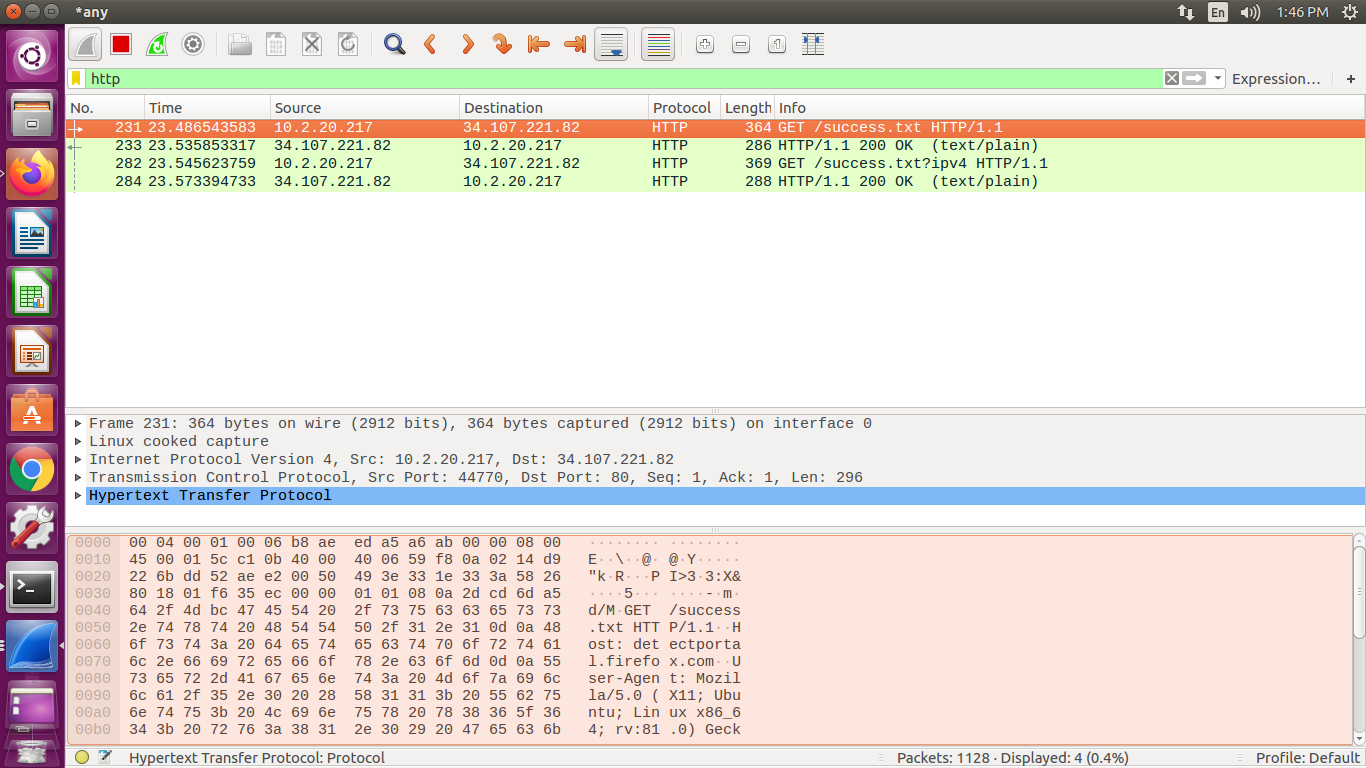 *any
En
1:46 PM
http
Expression…
+
No. Time Source Destination Protocol Length Info
231 23.486543583 10.2.20.217 34.107.221.82 HTTP 364 GET /success.txt HTTP/1.1
233 23.535853317 34.107.221.82 10.2.20.217 HTTP 286 HTTP/1.1 200 OK (text/plain)
282 23.545623759 10.2.20.217 34.107.221.82 HTTP 369 GET /success.txt?ipv4 HTTP/1.1
284 23.573394733 34.107.221.82 10.2.20.217 HTTP 288 HTTP/1.1 200 OK (text/plain)
Frame 231: 364 bytes on wire (2912 bits), 364 bytes captured (2912 bits) on interface 0
Linux cooked capture
Internet Protocol Version 4, Src: 10.2.20.217, Dst: 34.107.221.82
Transmission Control Protocol, Src Port: 44770, Dst Port: 80, Seq: 1, Ack: 1, Len: 296
Hypertext Transfer Protocol
0000 00 04 00 01 00 06 b8 ae ed a5 a6 ab 00 00 08 00 ········ ········
0010 45 00 01 5c c1 0b 40 00 40 06 59 f8 0a 02 14 d9 E··\··@· @·Y·····
0020 22 6b dd 52 ae e2 00 50 49 3e 33 1e 33 3a 58 26 "k·R···P I>3·3:X&
0030 80 18 01 f6 35 ec 00 00 01 01 08 0a 2d cd 6d a5 ····5··· ····-·m·
0040 64 2f 4d bc 47 45 54 20 2f 73 75 63 63 65 73 73 d/M·GET /success
0050 2e 74 78 74 20 48 54 54 50 2f 31 2e 31 0d 0a 48 .txt HTT P/1.1··H
0060 6f 73 74 3a 20 64 65 74 65 63 74 70 6f 72 74 61 ost: det ectporta
0070 6c 2e 66 69 72 65 66 6f 78 2e 63 6f 6d 0d 0a 55 l.firefo x.com··U
0080 73 65 72 2d 41 67 65 6e 74 3a 20 4d 6f 7a 69 6c ser-Agen t: Mozil
0090 6c 61 2f 35 2e 30 20 28 58 31 31 3b 20 55 62 75 la/5.0 ( X11; Ubu
00a0 6e 74 75 3b 20 4c 69 6e 75 78 20 78 38 36 5f 36 ntu; Lin ux x86_6
00b0 34 3b 20 72 76 3a 38 31 2e 30 29 20 47 65 63 6b 4; rv:81 .0) Geck
Hypertext Transfer Protocol: Protocol
Packets: 1128 · Displayed: 4 (0.4%)
Profile: Default